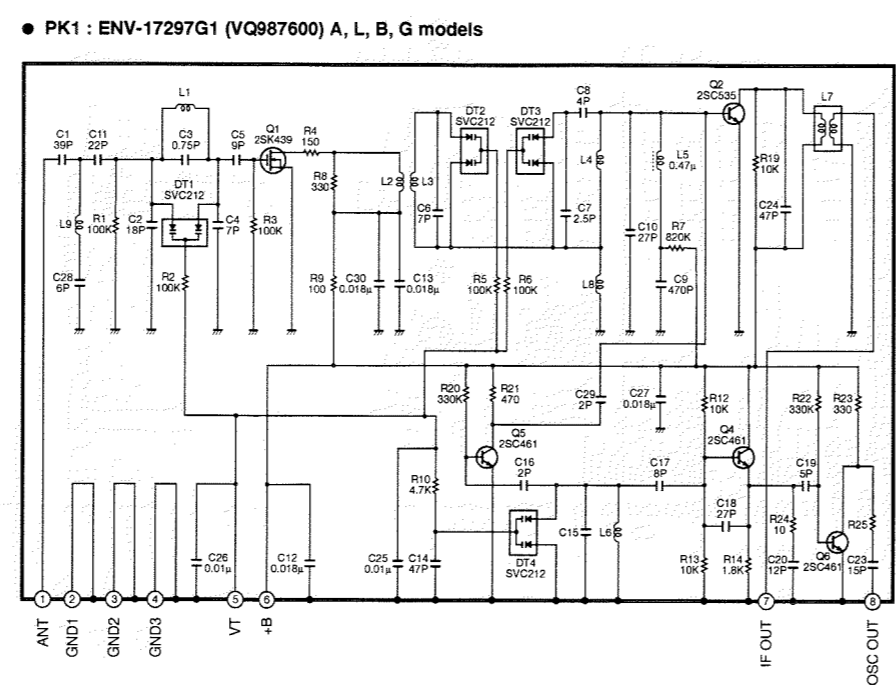 ● PK1 : ENV-17297G1 (VQ987600) A, L, B, G models
L1
C1
39P
C11
22P
C3
0.75P
C5
9P
Q1
2SK439
R4
150
DT1
SVC212
L9
R1
100K
C2
18P
C4
7P
R3
100K
C28
6P
R2
100K
R8
330
L2
L3
R9
100
C30
0.018μ
C13
0.018μ
DT2
SVC212
DT3
SVC212
C8
4P
C6
7P
C7
2.5P
R5
100K
R6
100K
L4
L8
L5
0.47μ
C10
27P
R7
820K
C9
470P
Q2
2SC535
R19
10K
C24
47P
L7
R20
330K
R21
470
C29
2P
C27
0.018μ
R12
10K
R22
330K
R23
330
Q5
2SC461
Q4
2SC461
R10
4.7K
C16
2P
C17
8P
C19
5P
C18
27P
R24
10
R25
C15
L6
DT4
SVC212
C26
0.01μ
C12
0.018μ
C25
0.01μ
C14
47P
R13
10K
R14
1.8K
C20
12P
Q6
2SC461
C23
15P
1
2
3
4
5
6
7
8
ANT
GND1
GND2
GND3
VT
+B
IF OUT
OSC OUT